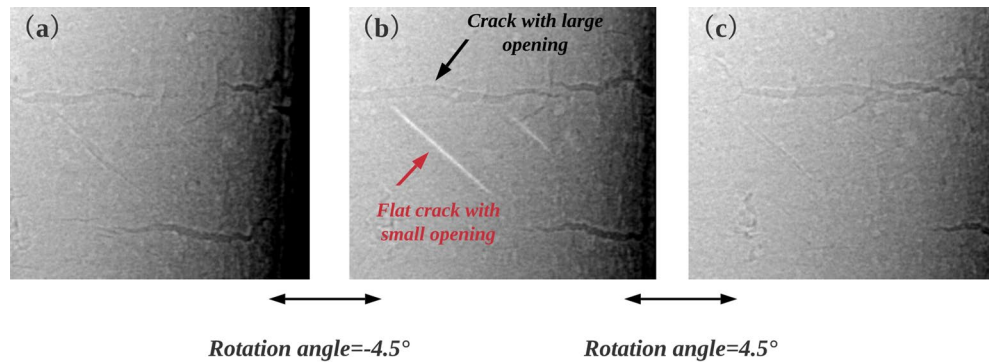 (a)
(b)
(c)
Crack with large
opening
Flat crack with
small opening
Rotation angle=-4.5°
Rotation angle=4.5°